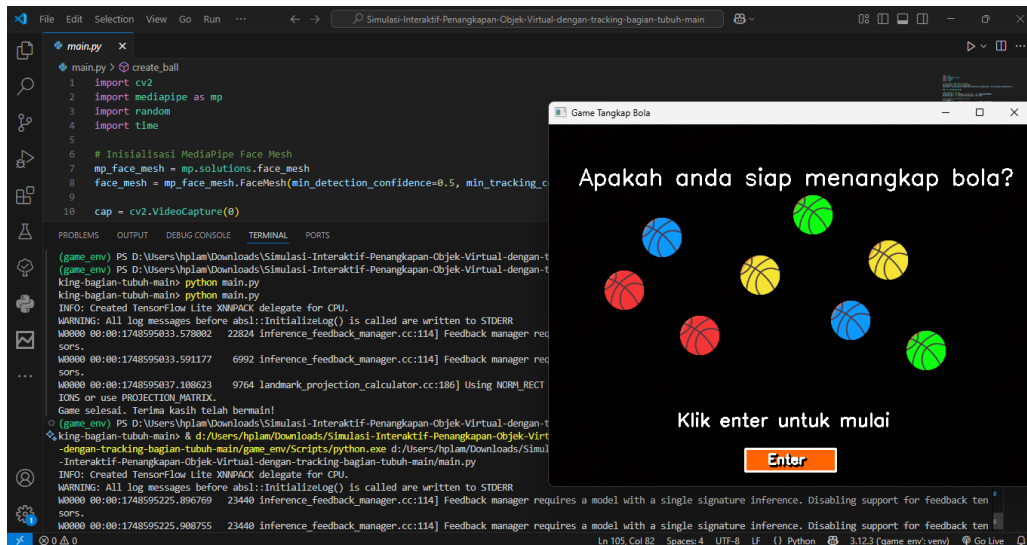 File Edit Selection View Go Run ...
Simulasi-Interaktif-Penangkapan-Objek-Virtual-dengan-tracking-bagian-tubuh-main
main.py
main.py > create_ball
1 import cv2
2 import mediapipe as mp
3 import random
4 import time
5
6 # Inisialisasi MediaPipe Face Mesh
7 mp_face_mesh = mp.solutions.face_mesh
8 face_mesh = mp_face_mesh.FaceMesh(min_detection_confidence=0.5, min_tracking_c
9
10 cap = cv2.VideoCapture(0)
PROBLEMS OUTPUT DEBUG CONSOLE TERMINAL PORTS
(game_env) PS D:\Users\hplam\Downloads\Simulasi-Interaktif-Penangkapan-Objek-Virtual-dengan-t
(game_env) PS D:\Users\hplam\Downloads\Simulasi-Interaktif-Penangkapan-Objek-Virtual-dengan-t
king-bagian-tubuh-main> python main.py
king-bagian-tubuh-main> python main.py
INFO: Created TensorFlow Lite XNNPACK delegate for CPU.
WARNING: All log messages before absl::InitializeLog() is called are written to STDERR
W0000 00:00:1748595033.578002 22824 inference_feedback_manager.cc:114] Feedback manager req
sors.
W0000 00:00:1748595033.591177 6992 inference_feedback_manager.cc:114] Feedback manager req
sors.
W0000 00:00:1748595037.108623 9764 landmark_projection_calculator.cc:186] Using NORM_RECT
IONS or use PROJECTION_MATRIX.
Game selesai. Terima kasih telah bermain!
(game_env) PS D:\Users\hplam\Downloads\Simulasi-Interaktif-Penangkapan-Objek-Virtual-dengan-t
king-bagian-tubuh-main> & d:/Users/hplam/Downloads/Simulasi-Interaktif-Penangkapan-Objek-Virt
-dengan-tracking-bagian-tubuh-main/game_env/Scripts/python.exe d:/Users/hplam/Downloads/Simul
-Interaktif-Penangkapan-Objek-Virtual-dengan-tracking-bagian-tubuh-main/main.py
INFO: Created TensorFlow Lite XNNPACK delegate for CPU.
WARNING: All log messages before absl::InitializeLog() is called are written to STDERR
W0000 00:00:1748595225.896769 23440 inference_feedback_manager.cc:114] Feedback manager requires a model with a single signature inference. Disabling support for feedback ten
sors.
W0000 00:00:1748595225.908755 23440 inference_feedback_manager.cc:114] Feedback manager requires a model with a single signature inference. Disabling support for feedback ten
Game Tangkap Bola
Apakah anda siap menangkap bola?
Klik enter untuk mulai
Enter
0 0 Ln 105, Col 82 Spaces: 4 UTF-8 LF {} Python 3.12.3 ('game_env': venv) Go Live